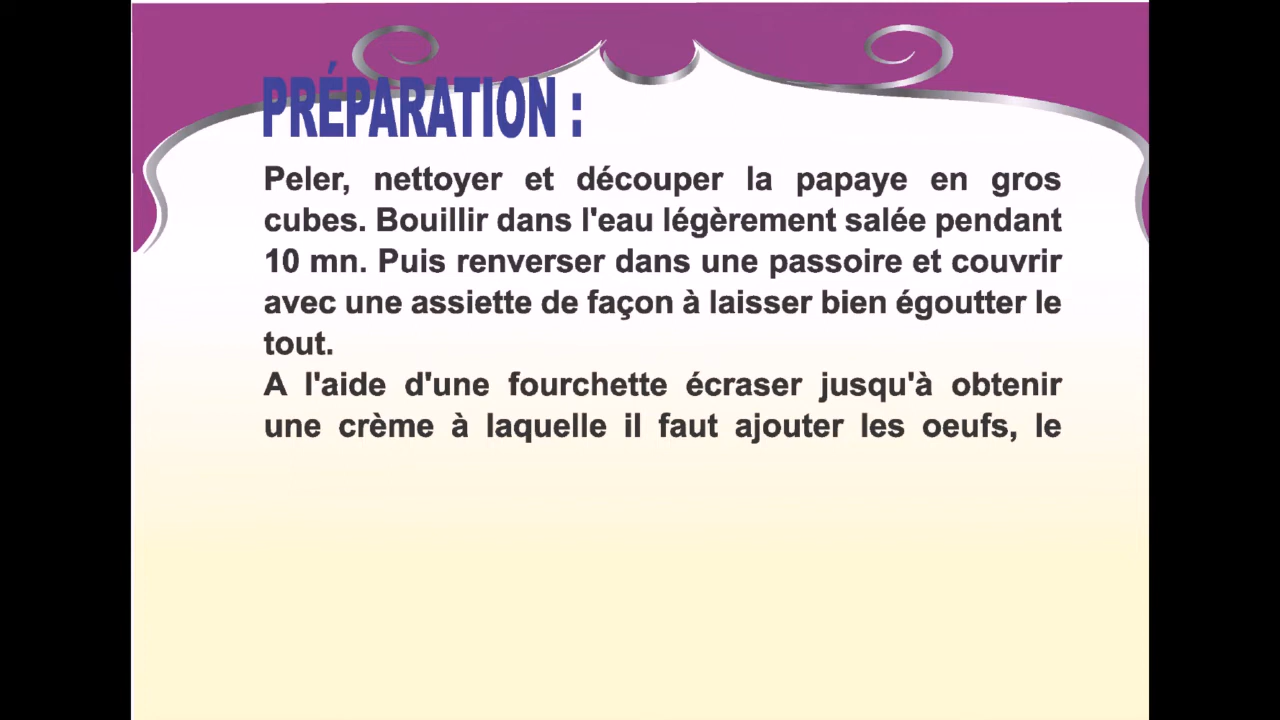 PRÉPARATION :
Peler, nettoyer et découper la papaye en gros
cubes. Bouillir dans l'eau légèrement salée pendant
10 mn. Puis renverser dans une passoire et couvrir
avec une assiette de façon à laisser bien égoutter le
tout.
A l'aide d'une fourchette écraser jusqu'à obtenir
une crème à laquelle il faut ajouter les oeufs, le